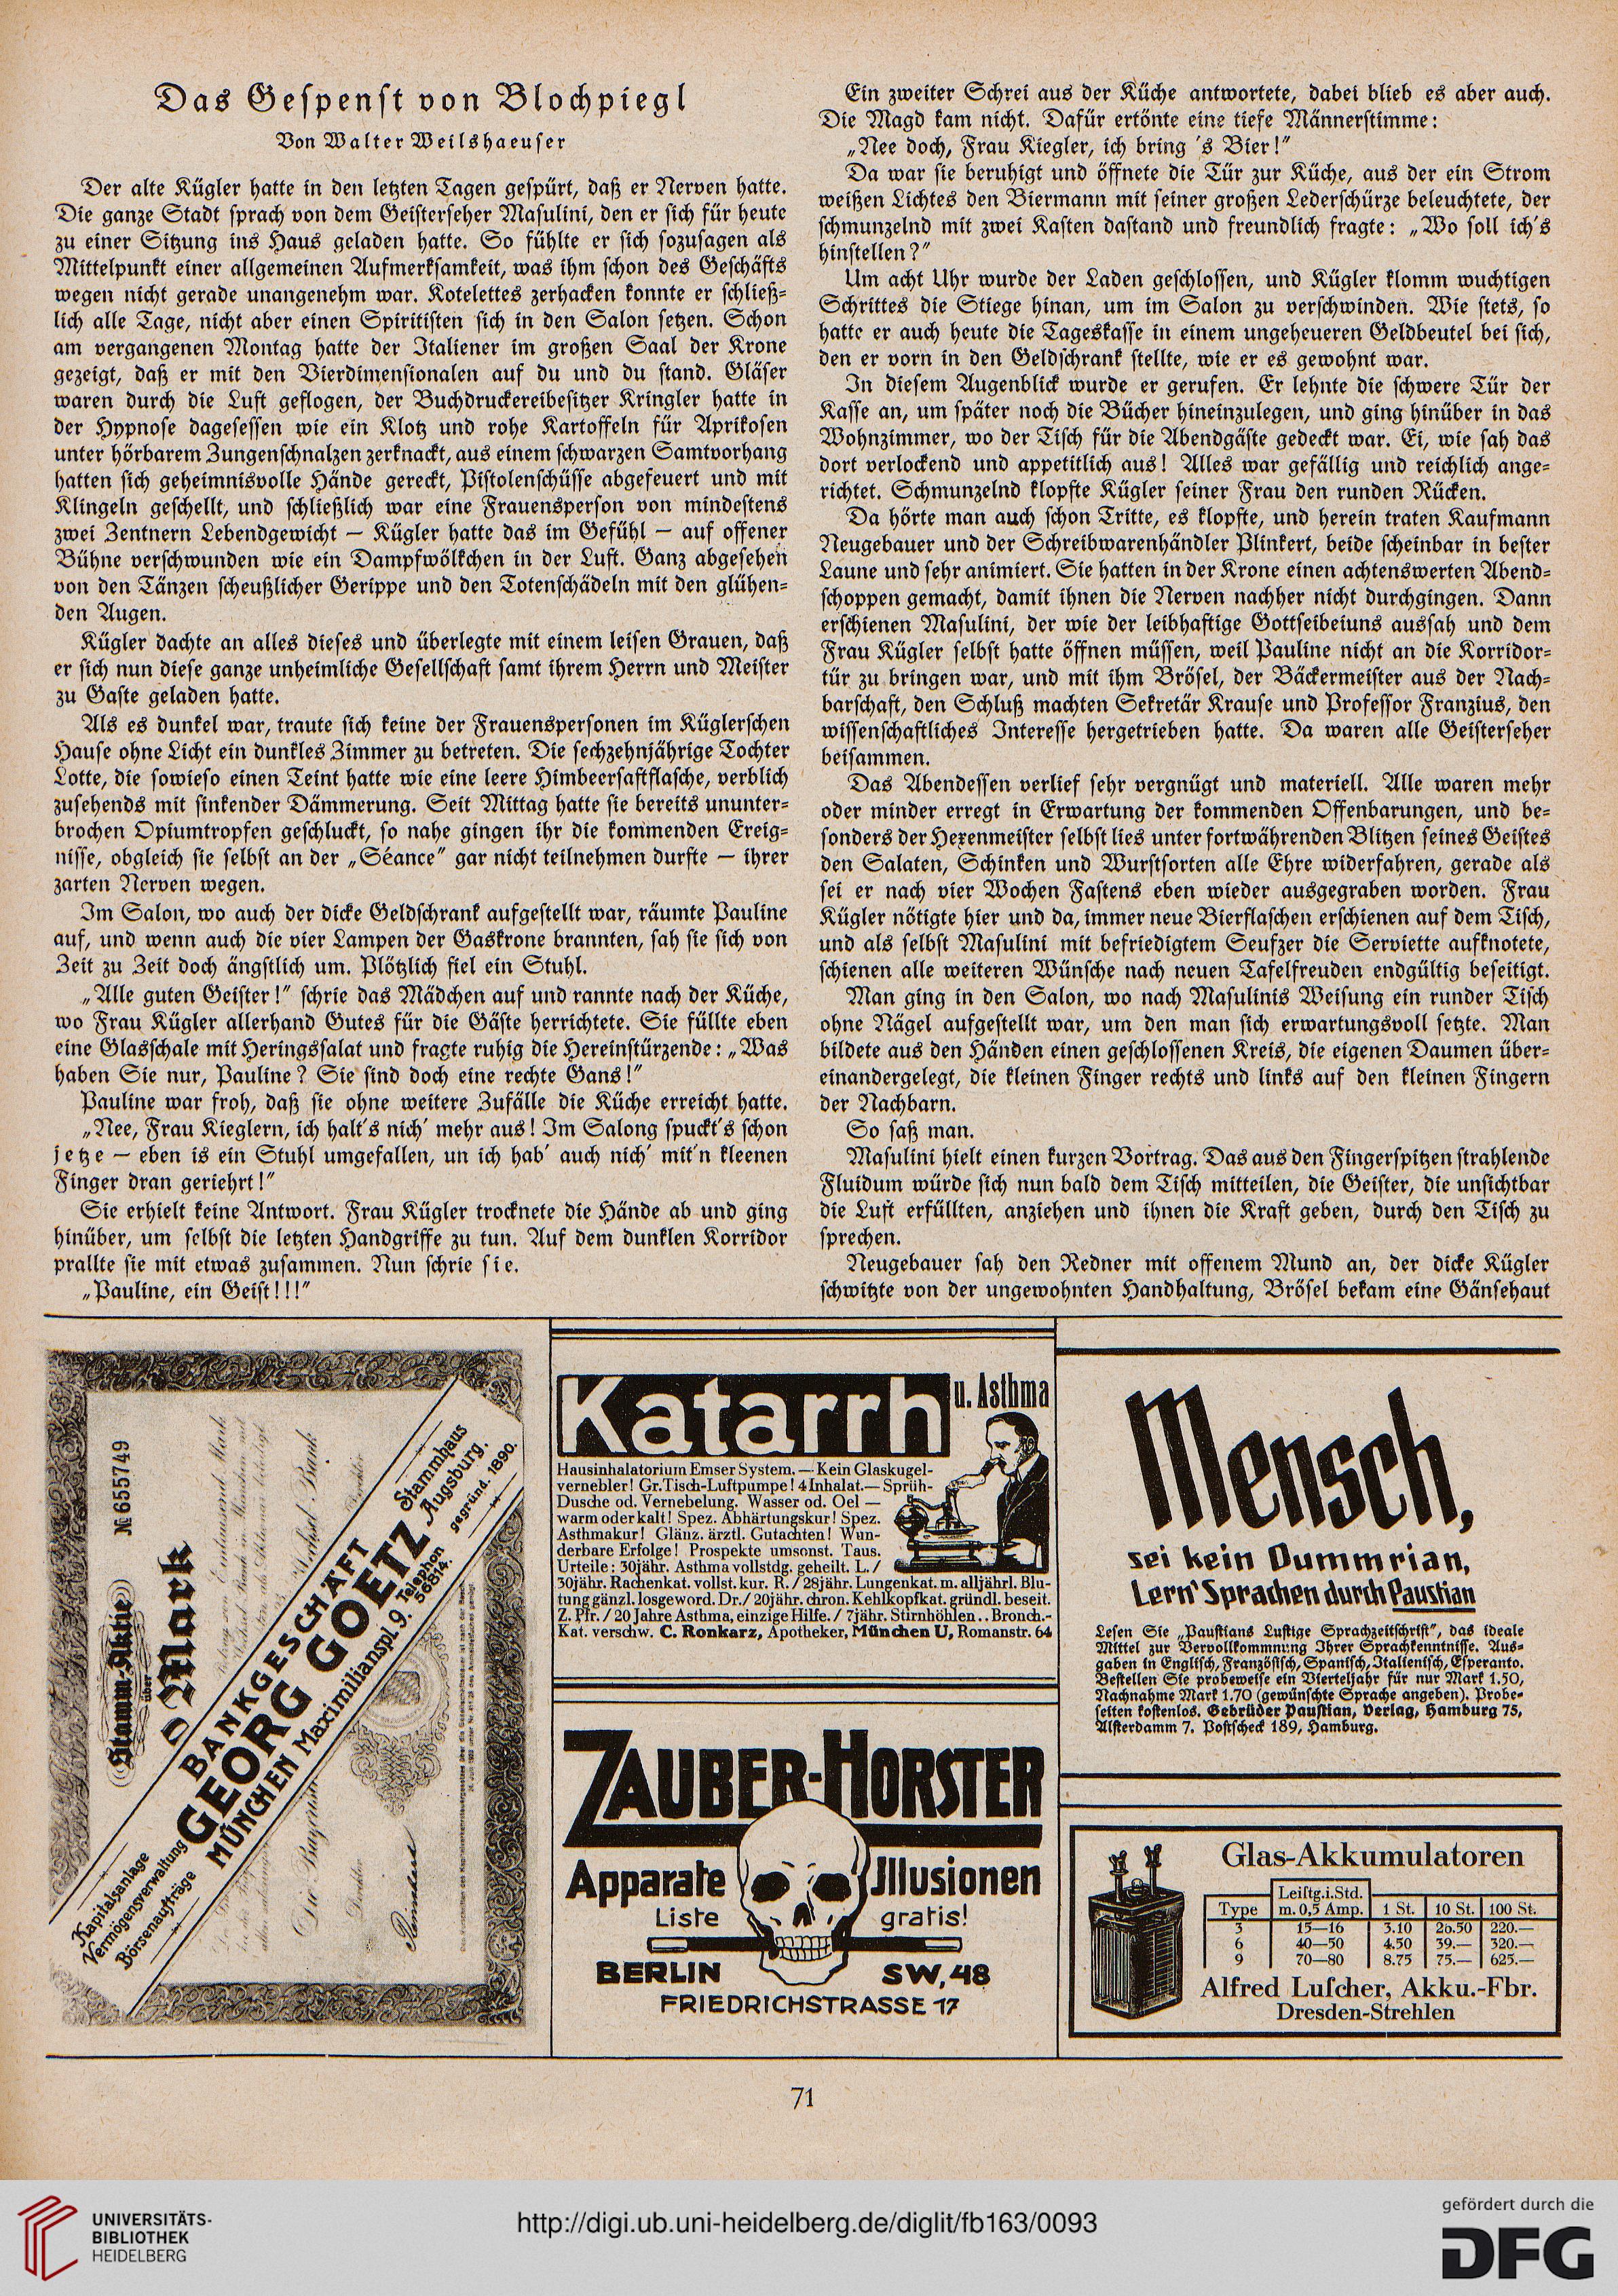 Das Gespenst von Blochpiegl
Von Walter Weilshaeuser
Der alte Kügler hatte in den letzten Tagen gespürt, daß er Nerven hatte.
Die ganze Stadt sprach von dem Geisterseher Masulini, den er sich für heute
zu einer Sitzung ins Haus geladen hatte. So fühlte er sich sozusagen als
Mittelpunkt einer allgemeinen Aufmerksamkeit, was ihm schon des Geschäfts
wegen nicht gerade unangenehm war. Kotelettes zerhacken konnte er schließ-
lich alle Tage, nicht aber einen Spiritisten sich in den Salon setzen. Schon
am vergangenen Montag hatte der Italiener im großen Saal der Krone
gezeigt, daß er mit den Vierdimensionalen auf du und du stand. Gläser
waren durch die Luft geflogen, der Buchdruckereibesitzer Kringler hatte in
der Hypnose dagesessen wie ein Klotz und rohe Kartoffeln für Aprikosen
unter hörbarem Zungenschnalzen zerknackt, aus einem schwarzen Samtvorhang
hatten sich geheimnisvolle Hände gereckt, Pistolenschüsse abgefeuert und mit
Klingeln geschellt, und schließlich war eine Frauensperson von mindestens
zwei Zentnern Lebendgewicht — Kügler hatte das im Gefühl — auf offener
Bühne verschwunden wie ein Dampfwölkchen in der Luft. Ganz abgesehen
von den Tänzen scheußlicher Gerippe und den Totenschädeln mit den glühen-
den Augen.
Kügler dachte an alles dieses und überlegte mit einem leisen Grauen, daß
er sich nun diese ganze unheimliche Gesellschaft samt ihrem Herrn und Meister
zu Gaste geladen hatte.
Als es dunkel war, traute sich keine der Frauenspersonen im Küglerschen
Hause ohne Licht ein dunkles Zimmer zu betreten. Die sechzehnjährige Tochter
Lotte, die sowieso einen Teint hatte wie eine leere Himbeersaftflasche, verblich
zusehends mit sinkender Dämmerung. Seit Mittag hatte sie bereits ununter-
brochen Opiumtropfen geschluckt, so nahe gingen ihr die kommenden Ereig-
nisse, obgleich sie selbst an der „Séance“ gar nicht teilnehmen durfte — ihrer
zarten Nerven wegen.
Im Salon, wo auch der dicke Geldschrank aufgestellt war, räumte Pauline
auf, und wenn auch die vier Lampen der Gaskrone brannten, sah sie sich von
Zeit zu Zeit doch ängstlich um. Plötzlich fiel ein Stuhl.
„Alle guten Geister!“ schrie das Mädchen auf und rannte nach der Küche,
wo Frau Kügler allerhand Gutes für die Gäste herrichtete. Sie füllte eben
eine Glasschale mit Heringssalat und fragte ruhig die Hereinstürzende: „Was
haben Sie nur, Pauline? Sie sind doch eine rechte Gans!“
Pauline war froh, daß sie ohne weitere Zufälle die Küche erreicht hatte.
„Nee, Frau Kieglern, ich halt's nich' mehr aus! Im Salong spuckt's schon
jetze — eben is ein Stuhl umgefallen, un ich hab' auch nich' mit'n kleenen
Finger dran geriehrt!“
Sie erhielt keine Antwort. Frau Kügler trocknete die Hände ab und ging
hinüber, um selbst die letzten Handgriffe zu tun. Auf dem dunklen Korridor
prallte sie mit etwas zusammen. Nun schrie sie.
„Pauline, ein Geist!!!“
Ein zweiter Schrei aus der Küche antwortete, dabei blieb es aber auch.
Die Magd kam nicht. Dafür ertönte eine tiefe Männerstimme:
„Nee doch, Frau Kiegler, ich bring 's Bier!“
Da war sie beruhigt und öffnete die Tür zur Küche, aus der ein Strom
weißen Lichtes den Biermann mit seiner großen Lederschürze beleuchtete, der
schmunzelnd mit zwei Kasten dastand und freundlich fragte: „Wo soll ich's
hinstellen?“
Um acht Uhr wurde der Laden geschlossen, und Kügler klomm wuchtigen
Schrittes die Stiege hinan, um im Salon zu verschwinden. Wie stets, so
hatte er auch heute die Tageskasse in einem ungeheueren Geldbeutel bei sich,
den er vorn in den Geldschrank stellte, wie er es gewohnt war.
In diesem Augenblick wurde er gerufen. Er lehnte die schwere Tür der
Kasse an, um später noch die Bücher hineinzulegen, und ging hinüber in das
Wohnzimmer, wo der Tisch für die Abendgäste gedeckt war. Ei, wie sah das
dort verlockend und appetitlich aus! Alles war gefällig und reichlich ange-
richtet. Schmunzelnd klopfte Kügler seiner Frau den runden Rücken.
Da hörte man auch schon Tritte, es klopfte, und herein traten Kaufmann
Neugebauer und der Schreibwarenhändler Plinkert, beide scheinbar in bester
Laune und sehr animiert. Sie hatten in der Krone einen achtenswerten Abend-
schoppen gemacht, damit ihnen die Nerven nachher nicht durchgingen. Dann
erschienen Masulini, der wie der leibhaftige Gottseibeiuns aussah und dem
Frau Kügler selbst hatte öffnen müssen, weil Pauline nicht an die Korridor-
tür zu bringen war, und mit ihm Brösel, der Bäckermeister aus der Nach-
barschaft, den Schluß machten Sekretär Krause und Professor Franzius, den
wissenschaftliches Interesse hergetrieben hatte. Da waren alle Geisterseher
beisammen.
Das Abendessen verlief sehr vergnügt und materiell. Alle waren mehr
oder minder erregt in Erwartung der kommenden Offenbarungen, und be-
sonders der Hexenmeister selbst lies unter fortwährenden Blitzen seines Geistes
den Salaten, Schinken und Wurstsorten alle Ehre widerfahren, gerade als
sei er nach vier Wochen Fastens eben wieder ausgegraben worden. Frau
Kügler nötigte hier und da, immer neue Bierflaschen erschienen auf dem Tisch,
und als selbst Masulini mit befriedigtem Seufzer die Serviette aufknotete,
schienen alle weiteren Wünsche nach neuen Tafelfreuden endgültig beseitigt.
Man ging in den Salon, wo nach Masulinis Weisung ein runder Tisch
ohne Nägel aufgestellt war, um den man sich erwartungsvoll setzte. Man
bildete aus den Händen einen geschlossenen Kreis, die eigenen Daumen über-
einandergelegt, die kleinen Finger rechts und links auf den kleinen Fingern
der Nachbarn.
So saß man.
Masulini hielt einen kurzen Vortrag. Das aus den Fingerspitzen strahlende
Fluidum würde sich nun bald dem Tisch mitteilen, die Geister, die unsichtbar
die Luft erfüllten, anziehen und ihnen die Kraft geben, durch den Tisch zu
sprechen.
Neugebauer sah den Redner mit offenem Mund an, der dicke Kügler
schwitzte von der ungewohnten Handhaltung, Brösel bekam eine Gänsehaut
№ 655749
Stamm-Aktie
über
Mark
Kapitalsanlage
Vermögensverwaltung
Börsenaufträge
BANKGESCHÄFT
GEORG GOETZ
MÜNCHEN Maximilianspl. 9. Telephon 56814.
Stammhaus
Augsburg.
gegründ. 1890.
Katarrh u. Asthma
Hausinhalatorium Emser System. — Kein Glaskugel-
vernebler! Gr. Tisch-Luftpumpe! 4 Inhalat. — Sprüh-
Dusche od. Vernebelung. Wasser od. Oel —
warm oder kalt! Spez. Abhärtungskur! Spez.
Asthmakur! Glänz. ärztl. Gutachten! Wun-
derbare Erfolge! Prospekte umsonst. Taus.
Urteile: 30jähr. Asthma vollstdg. geheilt. L. /
30jähr. Rachenkat. vollst. kur. R. / 28jähr. Lungenkat. m. alljährl. Blu-
tung gänzl. losgeword. Dr. / 20jähr. chron. Kehlkopfkat. gründl. beseit.
Z. Pfr. / 20 Jahre Asthma, einzige Hilfe. / 7jähr. Stirnhöhlen.. Bronch.-
Kat. verschw. C. Ronkarz, Apotheker, München U, Romanstr. 64
ZAUBER-HORSTER
Apparate Illusionen
Liste gratis!
BERLIN SW, 48
FRIEDRICHSTRASSE 17
Mensch,
sei kein Dummrian,
Lern' Sprachen durch Paustian
Lesen Sie „Paustians Lustige Sprachzeitschrift“, das ideale
Mittel zur Vervollkommnung Ihrer Sprachkenntnisse. Aus-
gaben in Englisch, Französisch, Spanisch, Italienisch, Esperanto.
Bestellen Sie probeweise ein Vierteljahr für nur Mark 1.50,
Nachnahme Mark 1.70 (gewünschte Sprache angeben). Probe-
seiten kostenlos. Gebrüder Paustian, Verlag, Hamburg 75,
Alsterdamm 7. Postscheck 189, Hamburg.
Glas-Akkumulatoren
Type Leistg.i.Std. m. 0,5 Amp. 1 St. 10 St. 100 St.
3 15—16 3.10 20.50 220.—
6 40—50 4.50 39.— 320.—
9 70—80 8.75 75.— 625.—
Alfred Luscher, Akku.-Fbr.
Dresden-Strehlen
71
UNIVERSITÄTS-
BIBLIOTHEK
HEIDELBERG
http://digi.ub.uni-heidelberg.de/diglit/fb163/0093
gefördert durch die
DFG